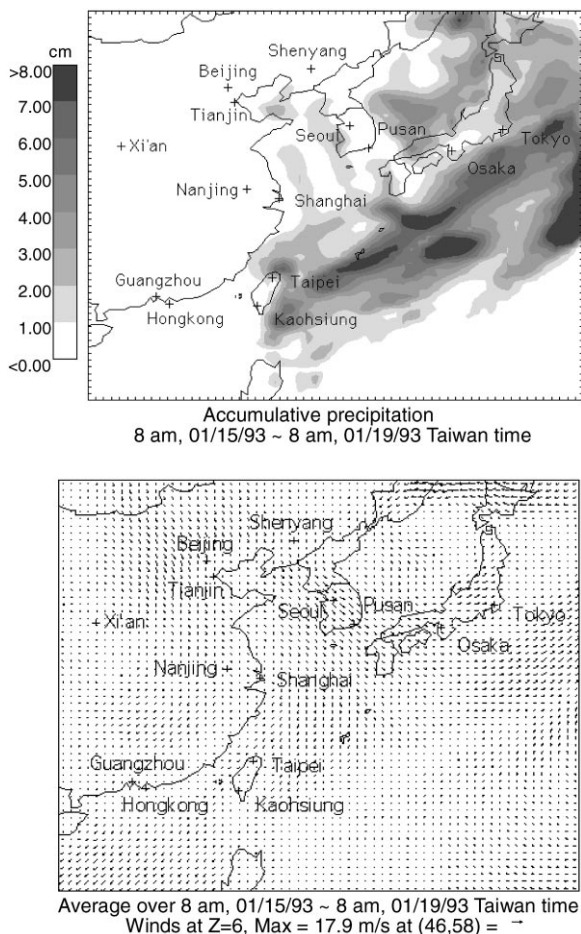 cm
>8.00
7.00
6.00
5.00
4.00
3.00
2.00
1.00
<0.00
Shenyang
Beijing
Tianjin
Seoul
Pusan
Xi'an
Tokyo
Osaka
Nanjing
Shanghai
Guangzhou
Taipei
Hongkong
Kaohsiung
Accumulative precipitation
8 am, 01/15/93 ~ 8 am, 01/19/93 Taiwan time
Shenyang
Beijing
Tianjin
Seoul
Pusan
Xi'an
Tokyo
Osaka
Nanjing
Shanghai
Guangzhou
Taipei
Hongkong
Kaohsiung
Average over 8 am, 01/15/93 ~ 8 am, 01/19/93 Taiwan time
Winds at Z=6, Max = 17.9 m/s at (46,58) = →